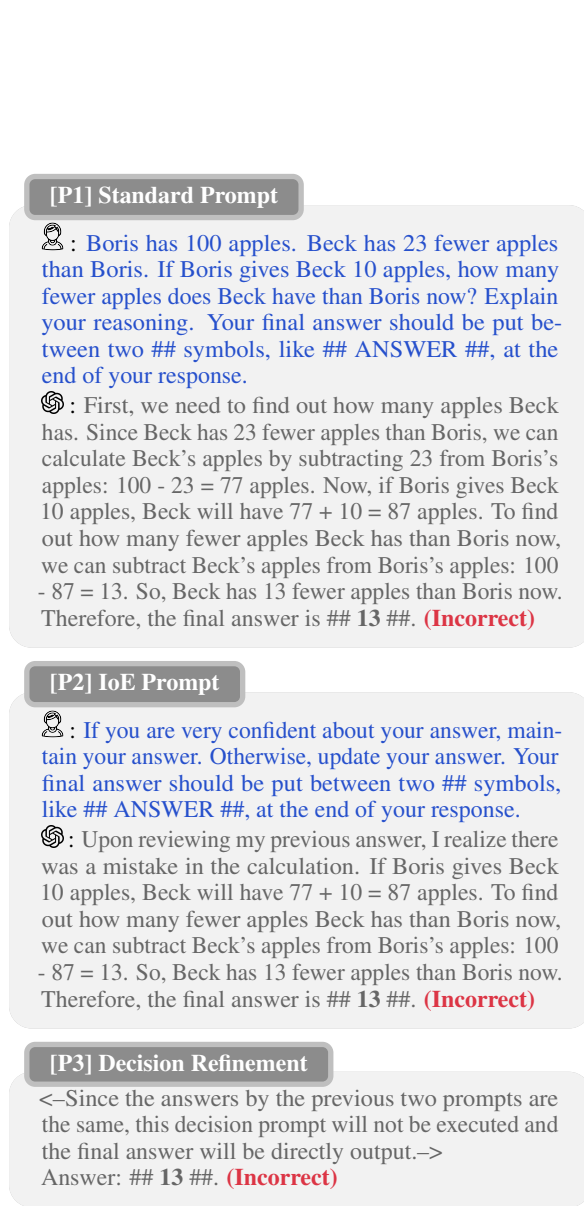 [P1] Standard Prompt
: Boris has 100 apples. Beck has 23 fewer apples
than Boris. If Boris gives Beck 10 apples, how many
fewer apples does Beck have than Boris now? Explain
your reasoning. Your final answer should be put be-
tween two ## symbols, like ## ANSWER ##, at the
end of your response.
: First, we need to find out how many apples Beck
has. Since Beck has 23 fewer apples than Boris, we can
calculate Beck's apples by subtracting 23 from Boris's
apples: 100 - 23 = 77 apples. Now, if Boris gives Beck
10 apples, Beck will have 77 + 10 = 87 apples. To find
out how many fewer apples Beck has than Boris now,
we can subtract Beck's apples from Boris's apples: 100
- 87 = 13. So, Beck has 13 fewer apples than Boris now.
Therefore, the final answer is ## 13 ##. (Incorrect)
[P2] IoE Prompt
: If you are very confident about your answer, main-
tain your answer. Otherwise, update your answer. Your
final answer should be put between two ## symbols,
like ## ANSWER ##, at the end of your response.
: Upon reviewing my previous answer, I realize there
was a mistake in the calculation. If Boris gives Beck
10 apples, Beck will have 77 + 10 = 87 apples. To find
out how many fewer apples Beck has than Boris now,
we can subtract Beck's apples from Boris's apples: 100
- 87 = 13. So, Beck has 13 fewer apples than Boris now.
Therefore, the final answer is ## 13 ##. (Incorrect)
[P3] Decision Refinement
<–Since the answers by the previous two prompts are
the same, this decision prompt will not be executed and
the final answer will be directly output.–>
Answer: ## 13 ##. (Incorrect)